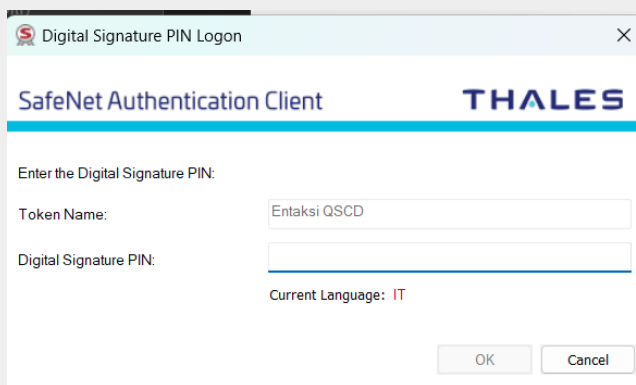 Digital Signature PIN Logon
SafeNet Authentication Client THALES
Enter the Digital Signature PIN:
Token Name: Entaksi QSCD
Digital Signature PIN:
Current Language: IT
OK Cancel